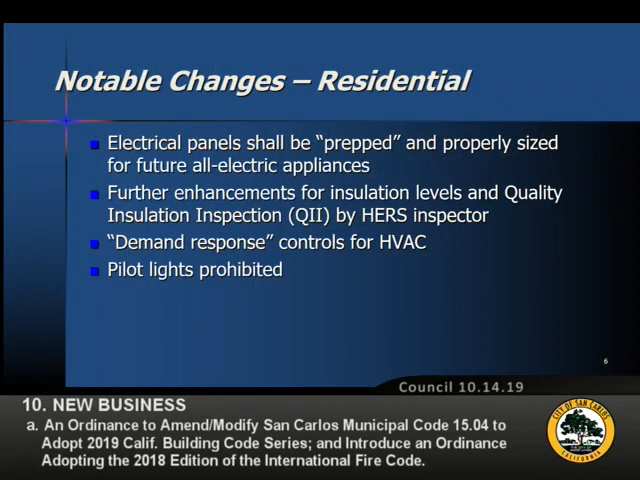 Notable Changes – Residential
Electrical panels shall be “prepped” and properly sized
for future all-electric appliances
Further enhancements for insulation levels and Quality
Insulation Inspection (QII) by HERS inspector
“Demand response” controls for HVAC
Pilot lights prohibited
6
Council 10.14.19
10. NEW BUSINESS
a. An Ordinance to Amend/Modify San Carlos Municipal Code 15.04 to
Adopt 2019 Calif. Building Code Series; and Introduce an Ordinance
Adopting the 2018 Edition of the International Fire Code.
CITY OF SAN CARLOS
CALIFORNIA